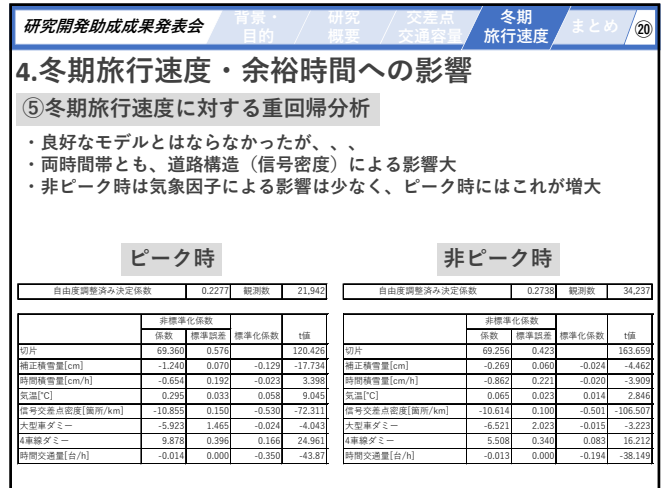 研究開発助成成果発表会
背景・目的
研究概要
交差点交通容量
冬期旅行速度
まとめ
⑳
4.冬期旅行速度・余裕時間への影響
⑤冬期旅行速度に対する重回帰分析
・良好なモデルとはならなかったが、、、
・両時間帯とも、道路構造（信号密度）による影響大
・非ピーク時は気象因子による影響は少なく、ピーク時にはこれが増大
ピーク時
自由度調整済み決定係数 0.2277 観測数 21,942
非標準化係数
係数 標準誤差 標準化係数 t値
切片 69.360 0.576 120.426
補正積雪量[cm] -1.240 0.070 -0.129 -17.734
時間積雪量[cm/h] -0.654 0.192 -0.023 3.398
気温[℃] 0.295 0.033 0.058 9.045
信号交差点密度[箇所/km] -10.855 0.150 -0.530 -72.311
大型車ダミー -5.923 1.465 -0.024 -4.043
4車線ダミー 9.878 0.396 0.166 24.961
時間交通量[台/h] -0.014 0.000 -0.350 -43.87
非ピーク時
自由度調整済み決定係数 0.2738 観測数 34,237
非標準化係数
係数 標準誤差 標準化係数 t値
切片 69.256 0.423 163.659
補正積雪量[cm] -0.269 0.060 -0.024 -4.462
時間積雪量[cm/h] -0.862 0.221 -0.020 -3.909
気温[℃] 0.065 0.023 0.014 2.846
信号交差点密度[箇所/km] -10.614 0.100 -0.501 -106.507
大型車ダミー -6.521 2.023 -0.015 -3.223
4車線ダミー 5.508 0.340 0.083 16.212
時間交通量[台/h] -0.013 0.000 -0.194 -38.149